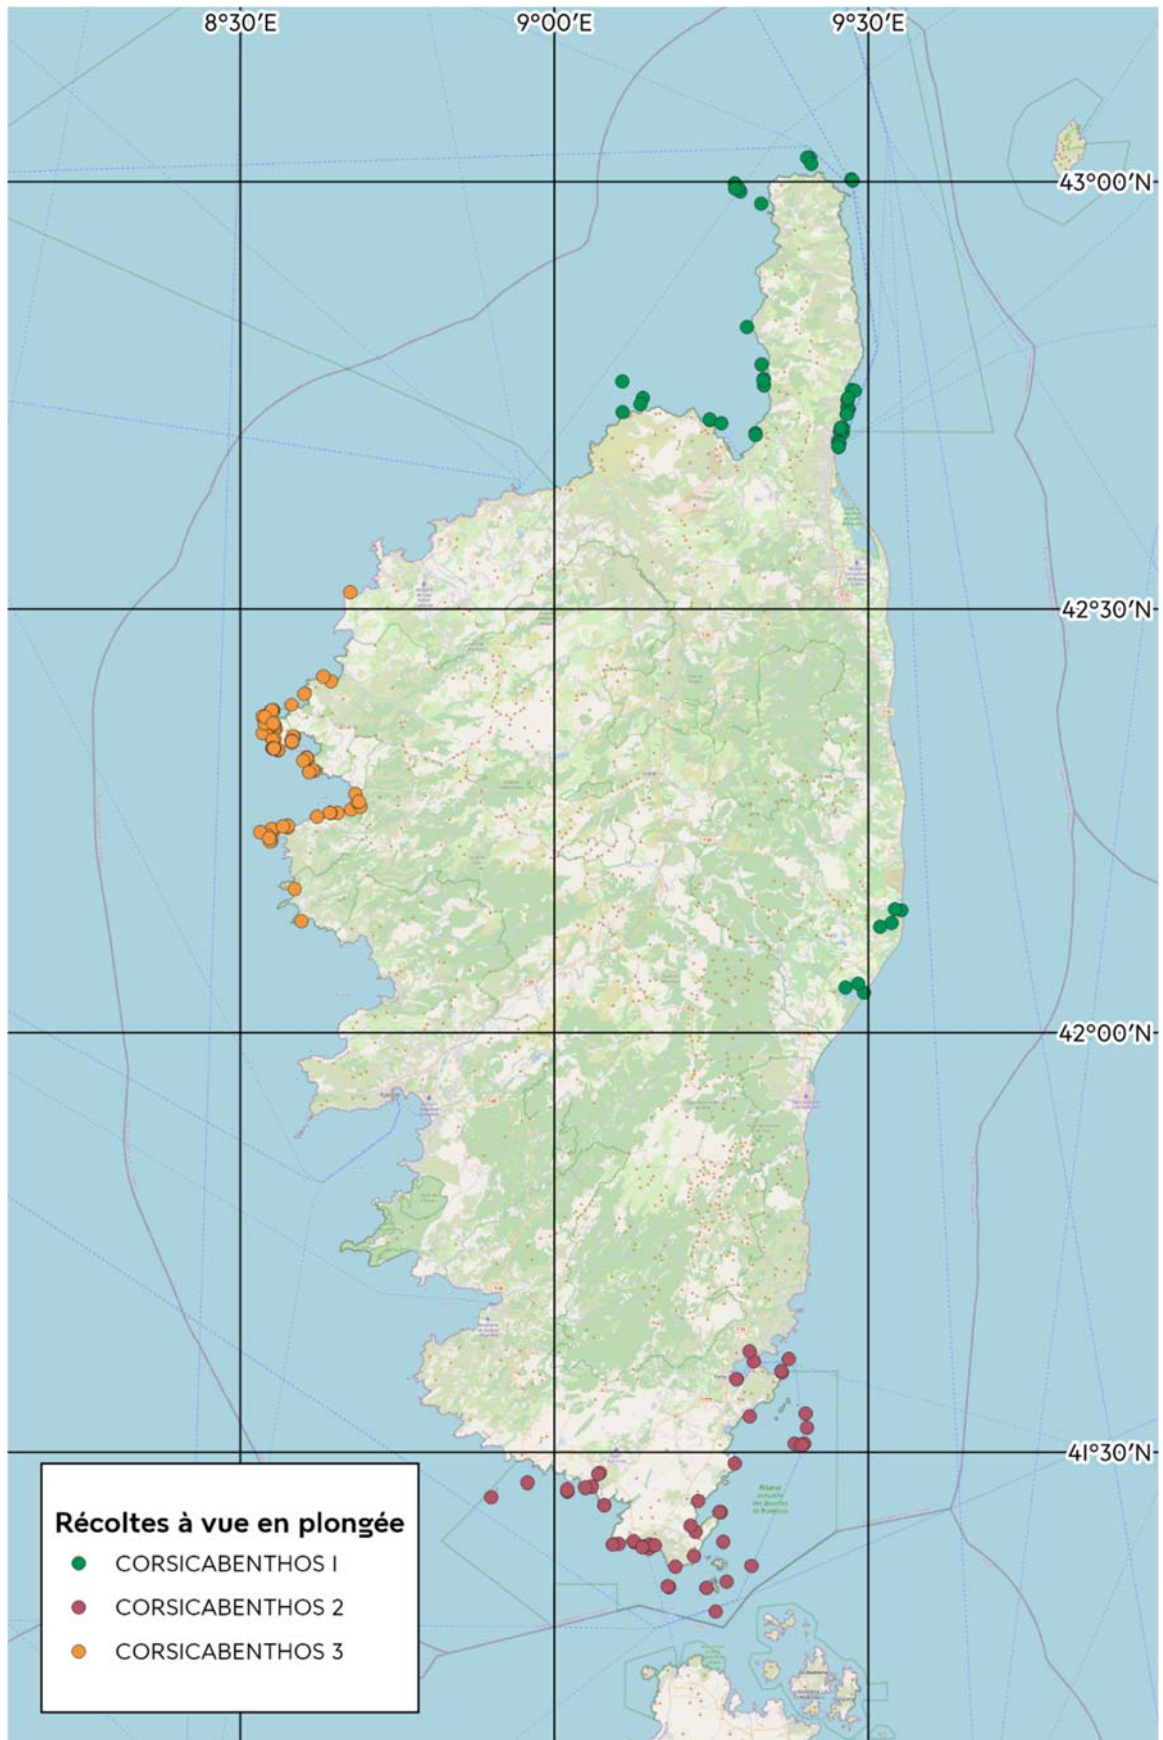 8°30′E
9°00′E
9°30′E
43°00′N
42°30′N
42°00′N
41°30′N
Récoltes à vue en plongée
CORSICABENTHOS I
CORSICABENTHOS 2
CORSICABENTHOS 3